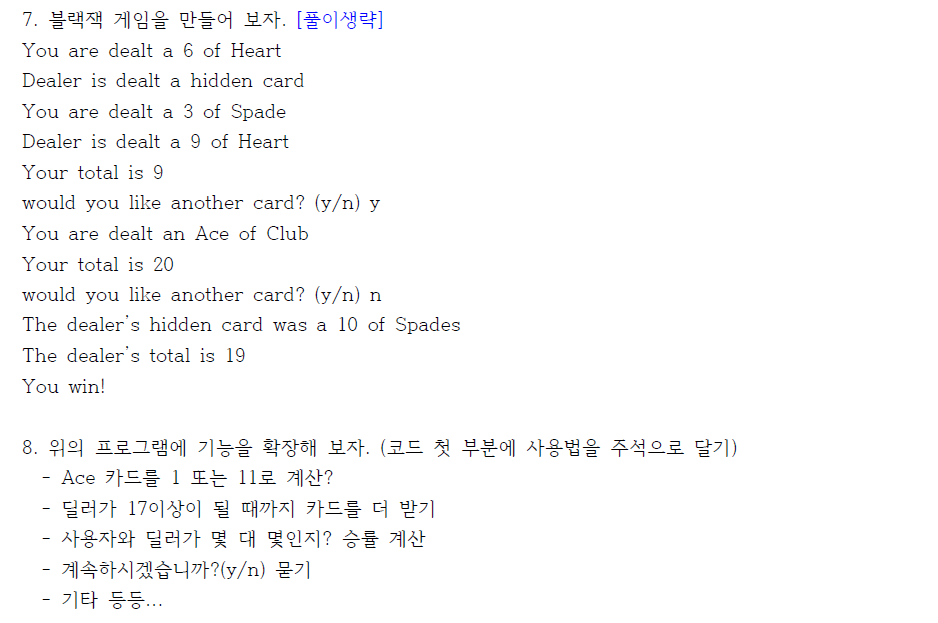 7. 블랙잭 게임을 만들어 보자. [풀이생략]
You are dealt a 6 of Heart
Dealer is dealt a hidden card
You are dealt a 3 of Spade
Dealer is dealt a 9 of Heart
Your total is 9
would you like another card? (y/n) y
You are dealt an Ace of Club
Your total is 20
would you like another card? (y/n) n
The dealer's hidden card was a 10 of Spades
The dealer's total is 19
You win!
8. 위의 프로그램에 기능을 확장해 보자. (코드 첫 부분에 사용법을 주석으로 달기)
- Ace 카드를 1 또는 11로 계산?
- 딜러가 17이상이 될 때까지 카드를 더 받기
- 사용자와 딜러가 몇 대 몇인지? 승률 계산
- 계속하시겠습니까?(y/n) 묻기
- 기타 등등...